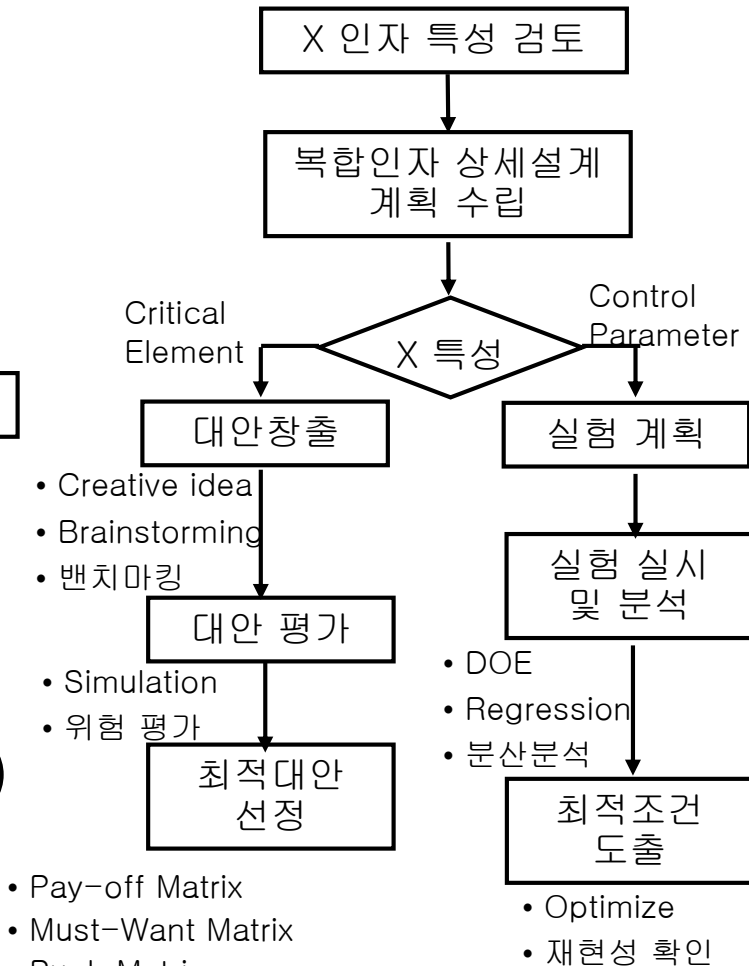 X 인자 특성 검토
복합인자 상세설계
계획 수립
Critical
Element
X 특성
Control
Parameter
대안창출
• Creative idea
• Brainstorming
• 벤치마킹
대안 평가
• Simulation
• 위험 평가
최적대안
선정
• Pay-off Matrix
• Must-Want Matrix
실험 계획
실험 실시
및 분석
• DOE
• Regression
• 분산분석
최적조건
도출
• Optimize
• 재현성 확인